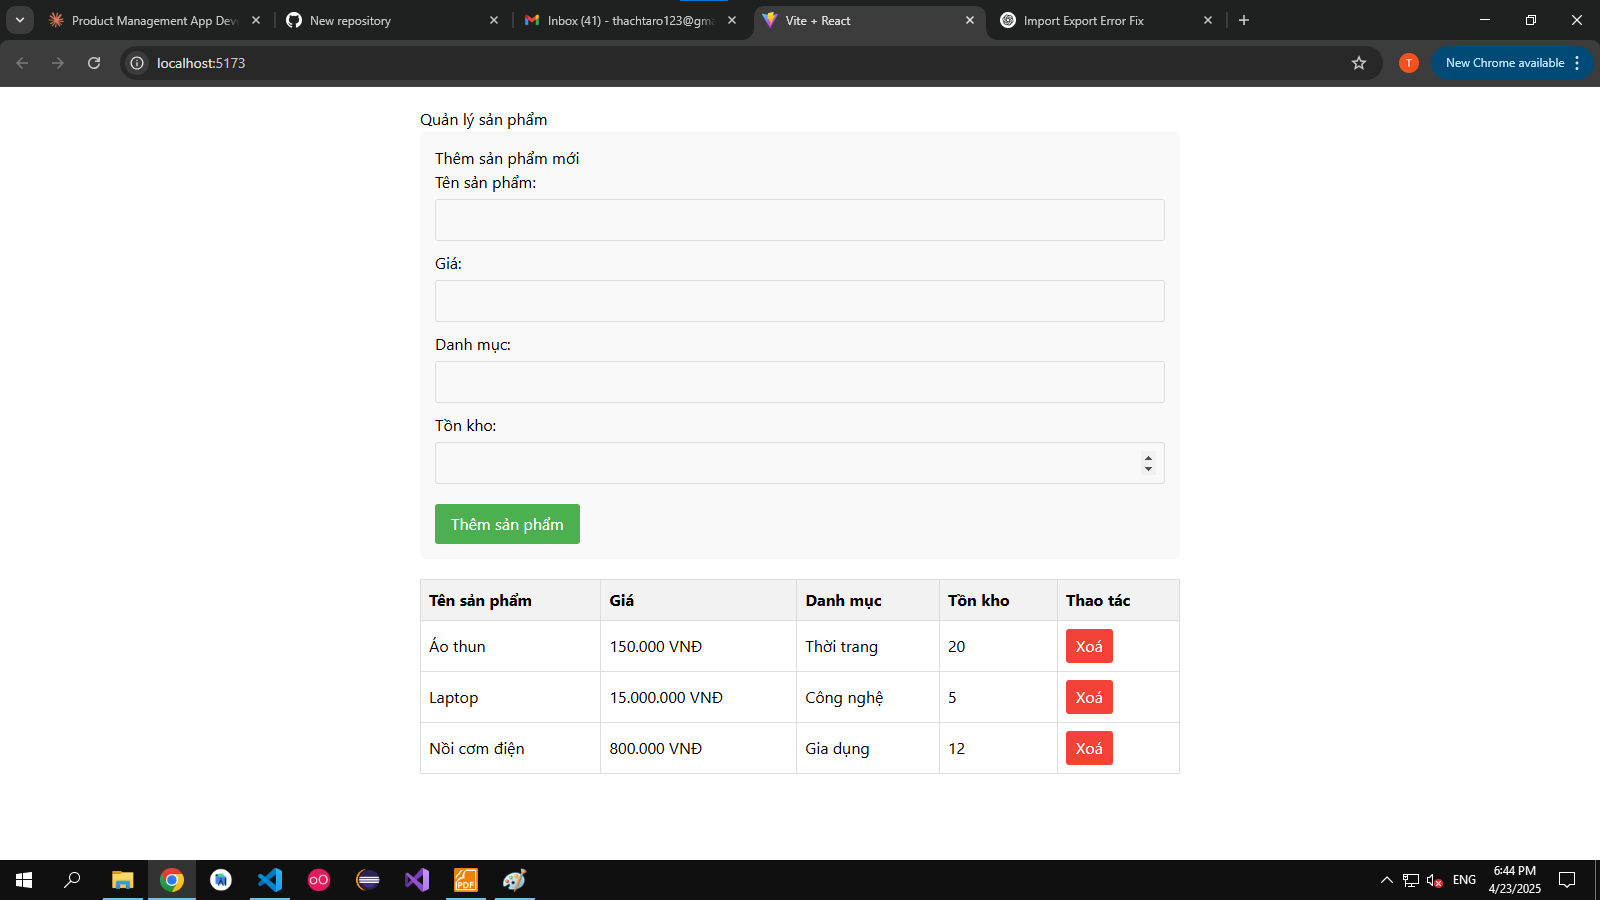 Product Management App Deve
New repository
Inbox (41) - thachtaro123@gma
Vite + React
Import Export Error Fix
localhost:5173
T
New Chrome available
Quản lý sản phẩm
Thêm sản phẩm mới
Tên sản phẩm:
Giá:
Danh mục:
Tồn kho:
Thêm sản phẩm
Tên sản phẩm Giá Danh mục Tồn kho Thao tác
Áo thun 150.000 VNĐ Thời trang 20 Xoá
Laptop 15.000.000 VNĐ Công nghệ 5 Xoá
Nồi cơm điện 800.000 VNĐ Gia dụng 12 Xoá
PDF
ENG
6:44 PM
4/23/2025